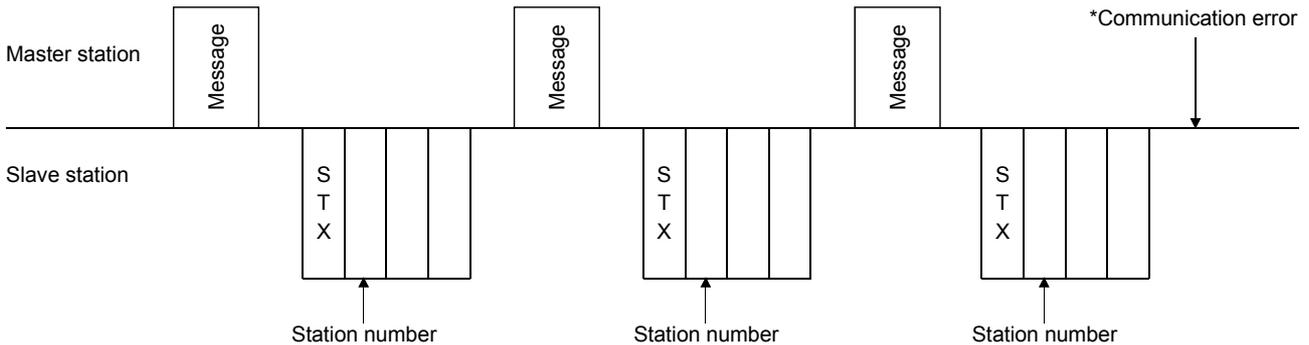 *Communication error
Master station
Message
Message
Message
Slave station
S
T
X
S
T
X
S
T
X
Station number
Station number
Station number